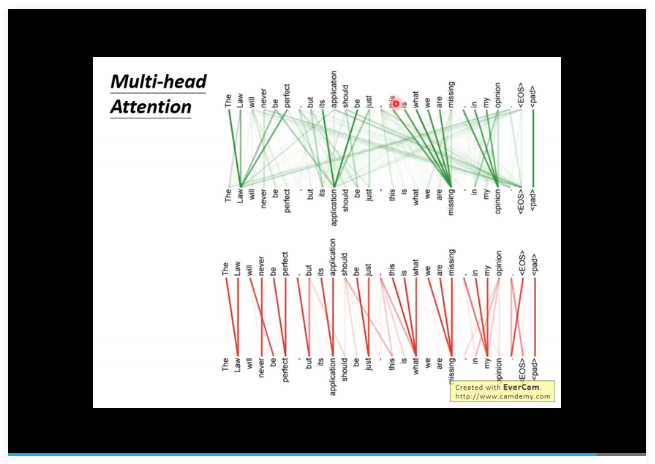 Multi-head
Attention
The Law will never be perfect , but its application should be just - this is what we are missing , in my opinion . <EOS> <pad>
The Law will never be perfect , but its application should be just - this is what we are missing , in my opinion . <EOS> <pad>
The Law will never be perfect , but its application should be just - this is what we are missing , in my opinion . <EOS> <pad>
The Law will never be perfect , but its application should be just - this is what we are missing , in my opinion . <EOS> <pad>
Created with EverCam.
http://www.camdemy.com